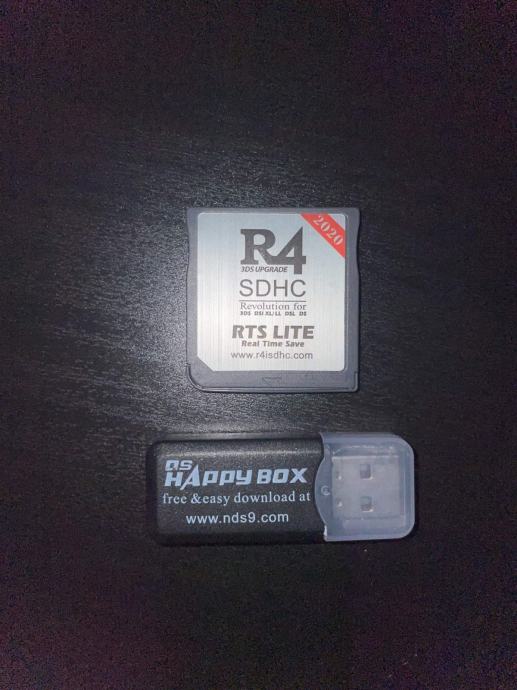 2020
R4
3DS UPGRADE
SDHC
Revolution for
3DS DSi XL/LL DSL DS
RTS LITE
Real Time Save
www.r4isdhc.com
DS
HAPPY BOX
free & easy download at
www.nds9.com